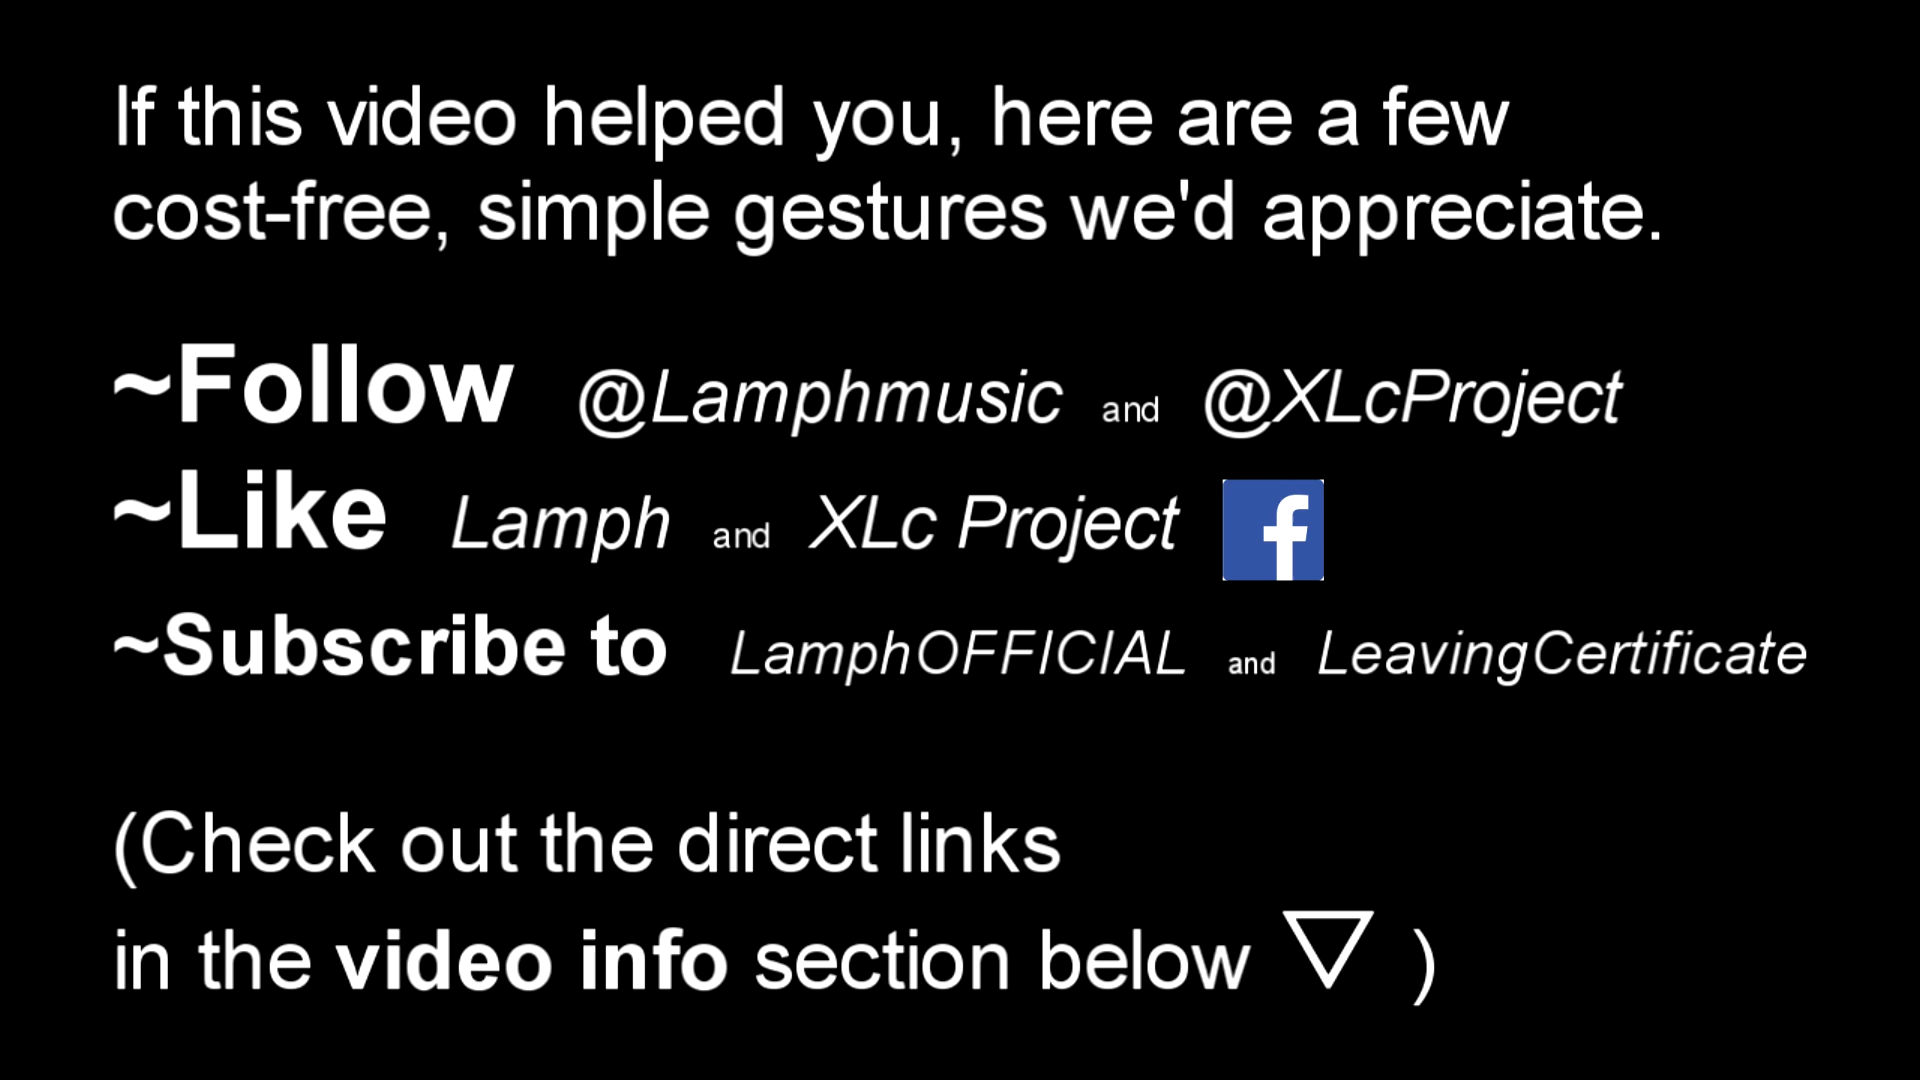 If this video helped you, here are a few
cost-free, simple gestures we'd appreciate.
~Follow @Lamphmusic and @XLcProject
~Like Lamph and XLc Project f
~Subscribe to LamphOFFICIAL and LeavingCertificate
(Check out the direct links
in the video info section below ▽ )